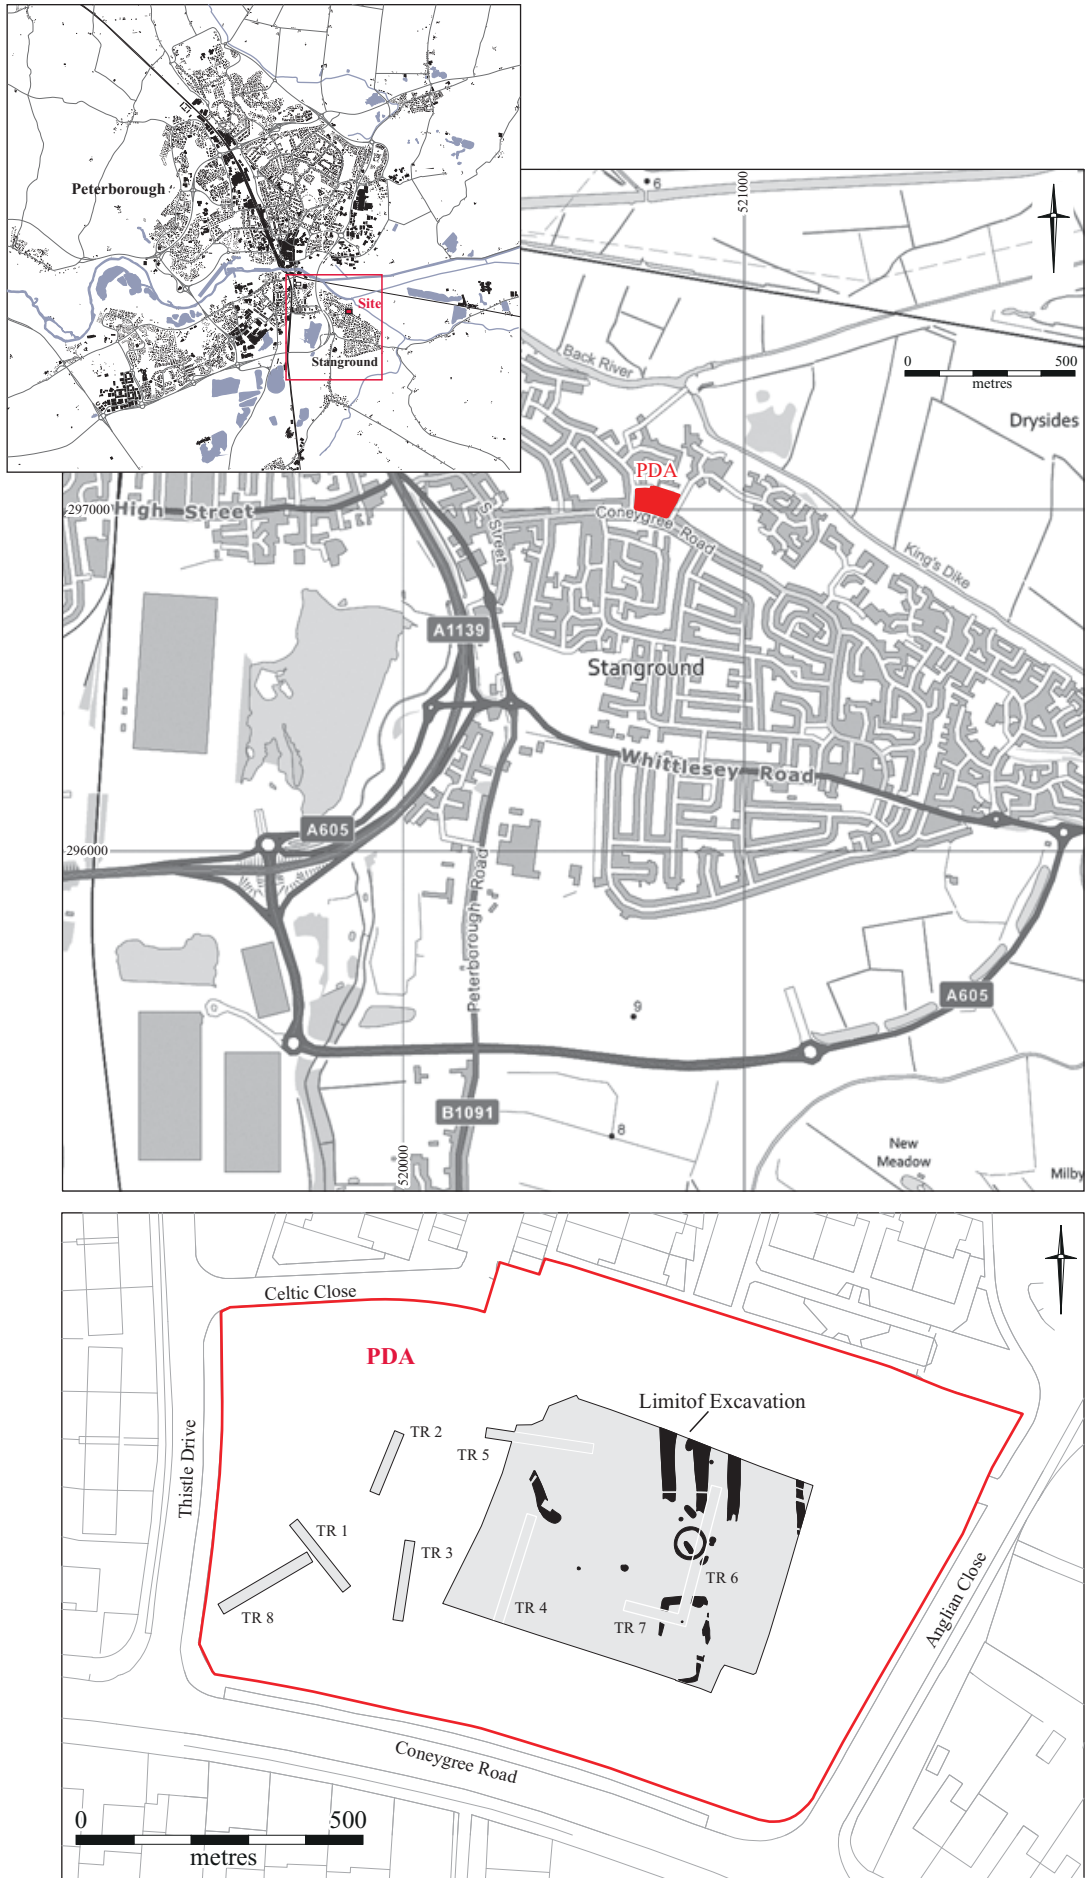 Peterborough
Site
Stanground
6
521000
Back River
0 500
metres
Drysides
PDA
297000
High Street
S. Street
Coneygree Road
King's Dike
A1139
Stanground
Whittlesey Road
A605
296000
Peterborough Road
A605
9
B1091
8
520000
New
Meadow
Milby
Celtic Close
PDA
Limitof Excavation
TR 2
TR 5
Thistle Drive
TR 1
TR 3
TR 6
TR 8
TR 4
TR 7
Anglian Close
Coneygree Road
0 500
metres